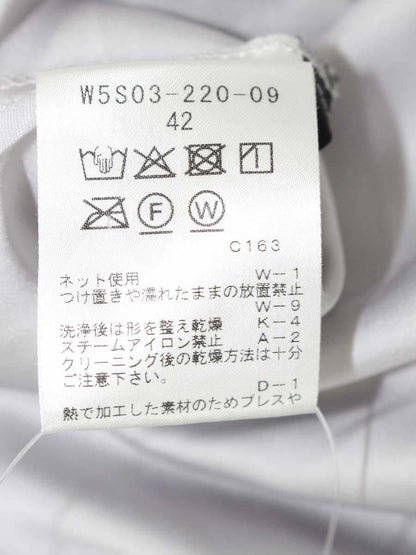 W5S03-220-09
42
F W
C163
ネット使用 W-1
つけ置きや濡れたままの放置禁止
W-9
洗浄後は形を整え乾燥 K-4
スチームアイロン禁止 A-2
クリーニング後の乾燥方法は十分
ご注意下さい。
D-1
熱で加工した素材のためプレスや